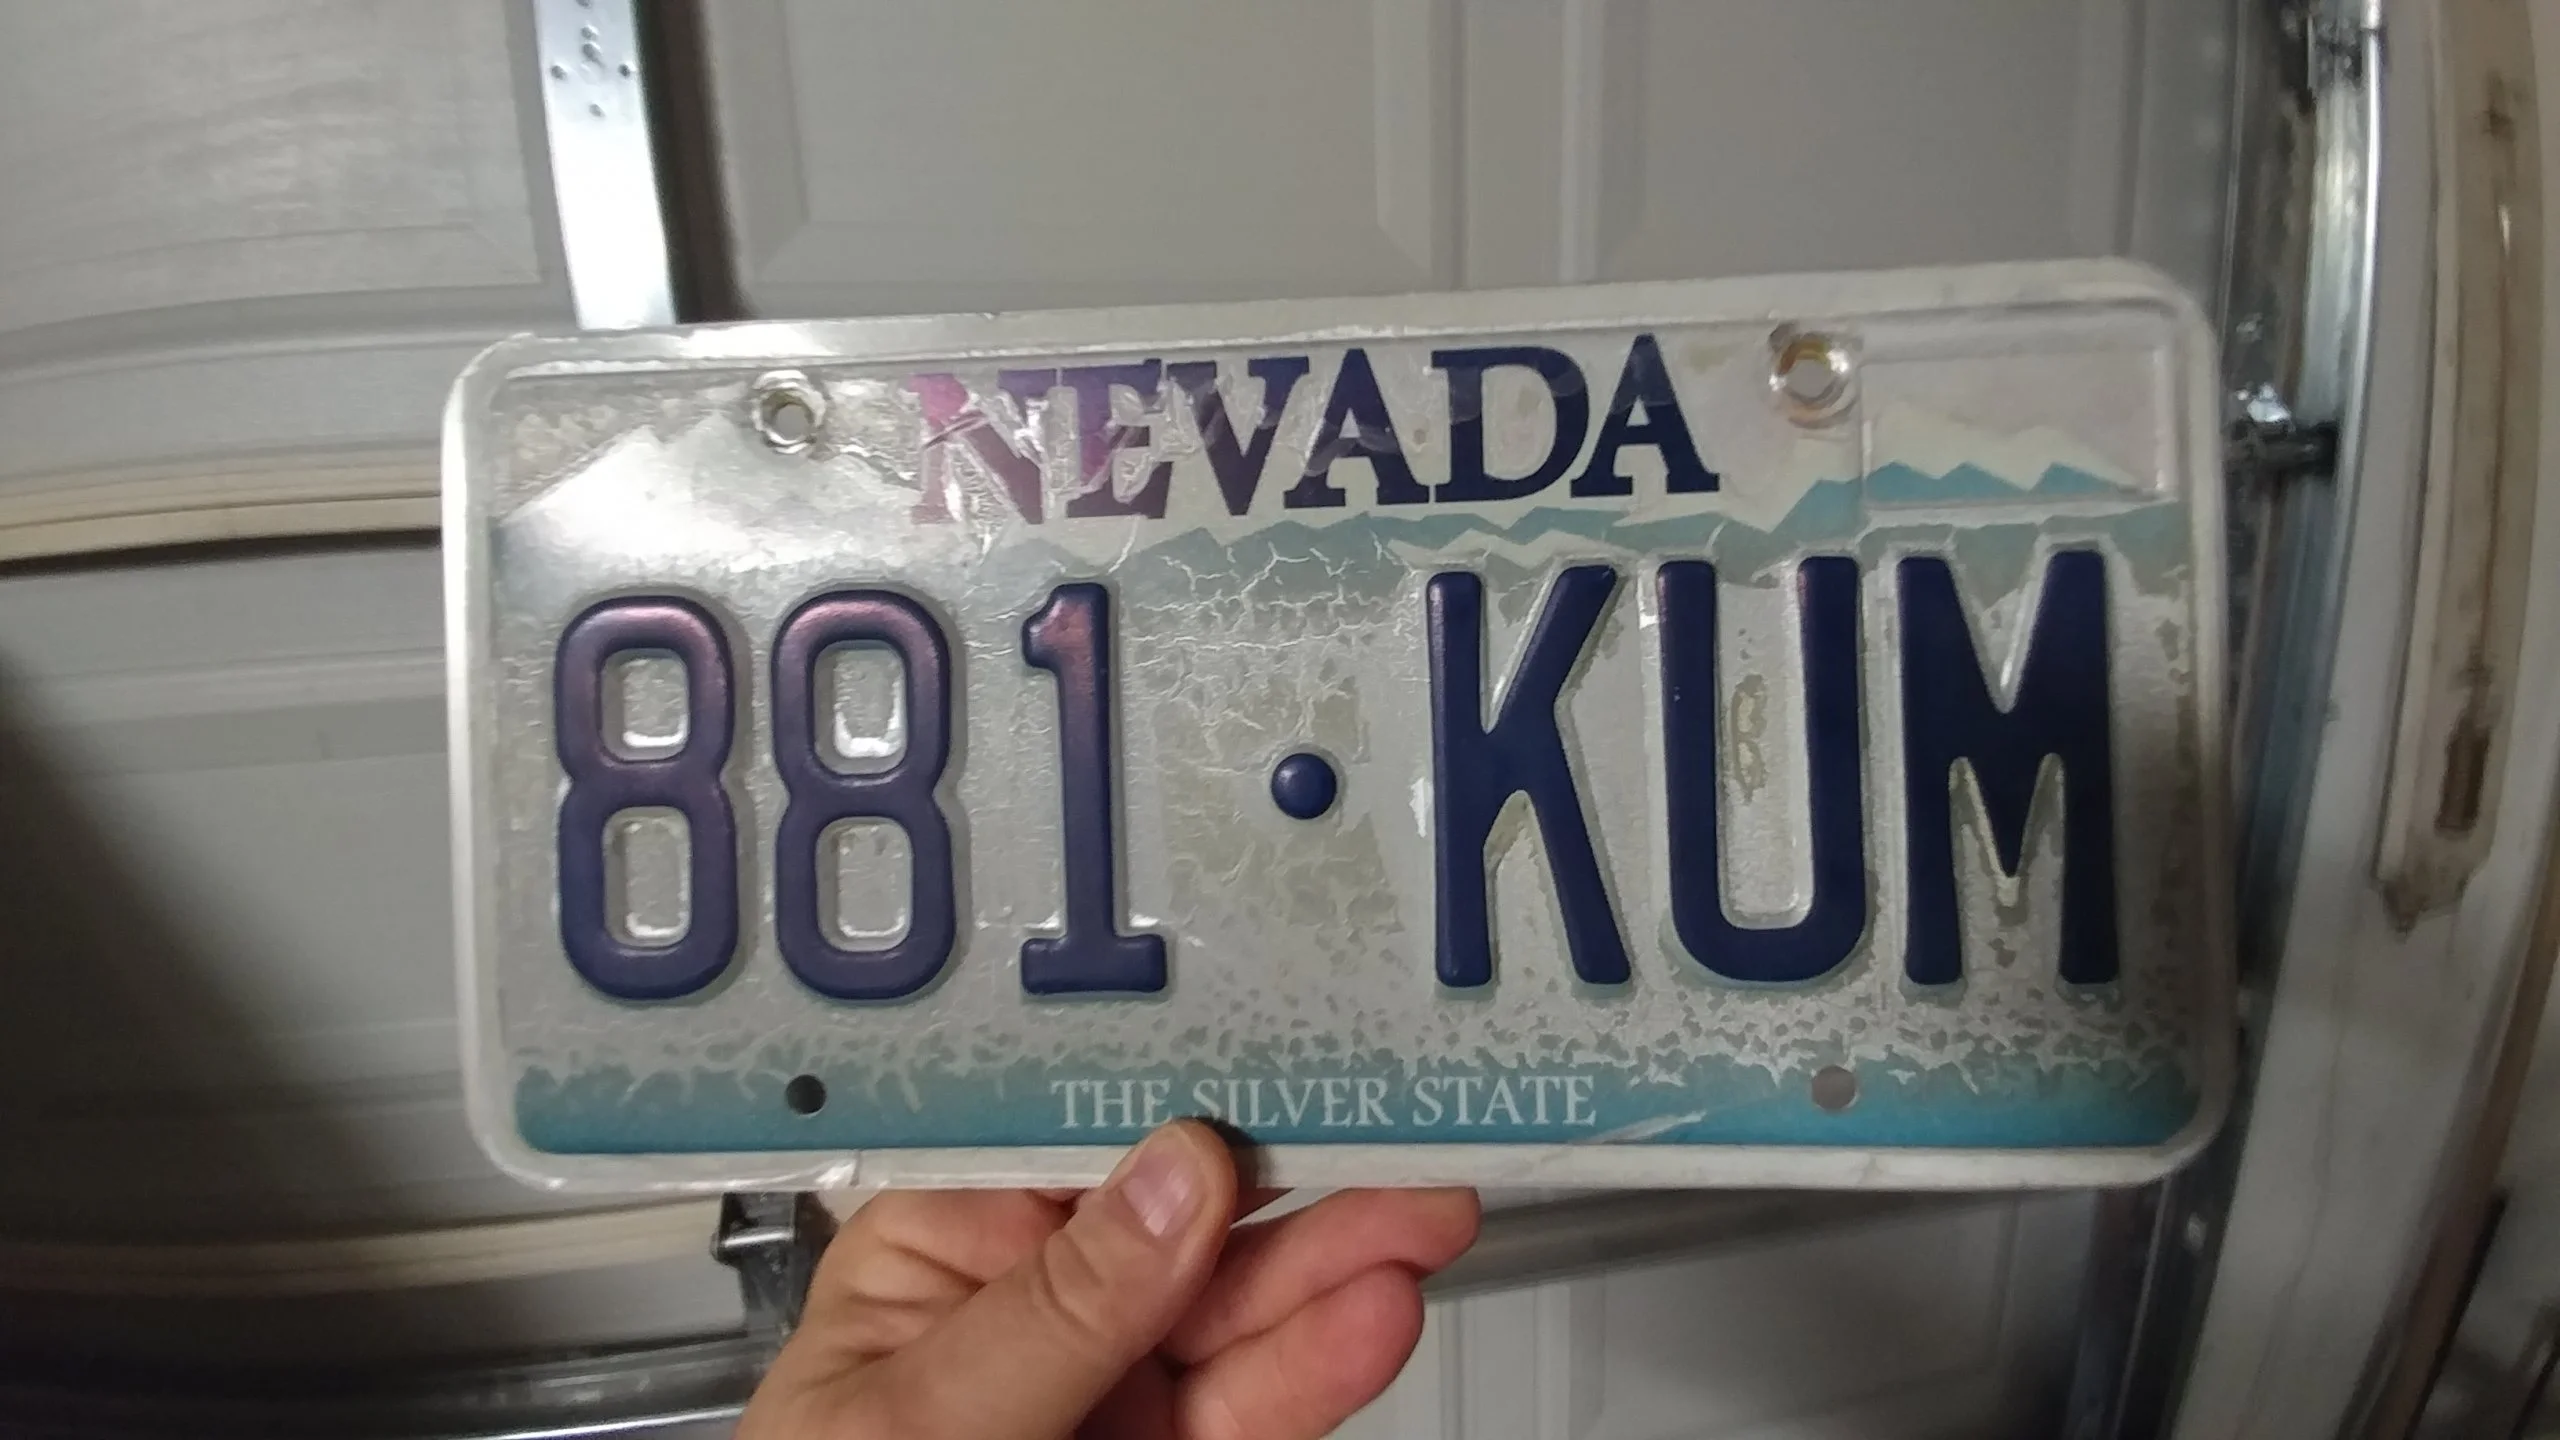 NEVADA
881·KUM
THE SILVER STATE